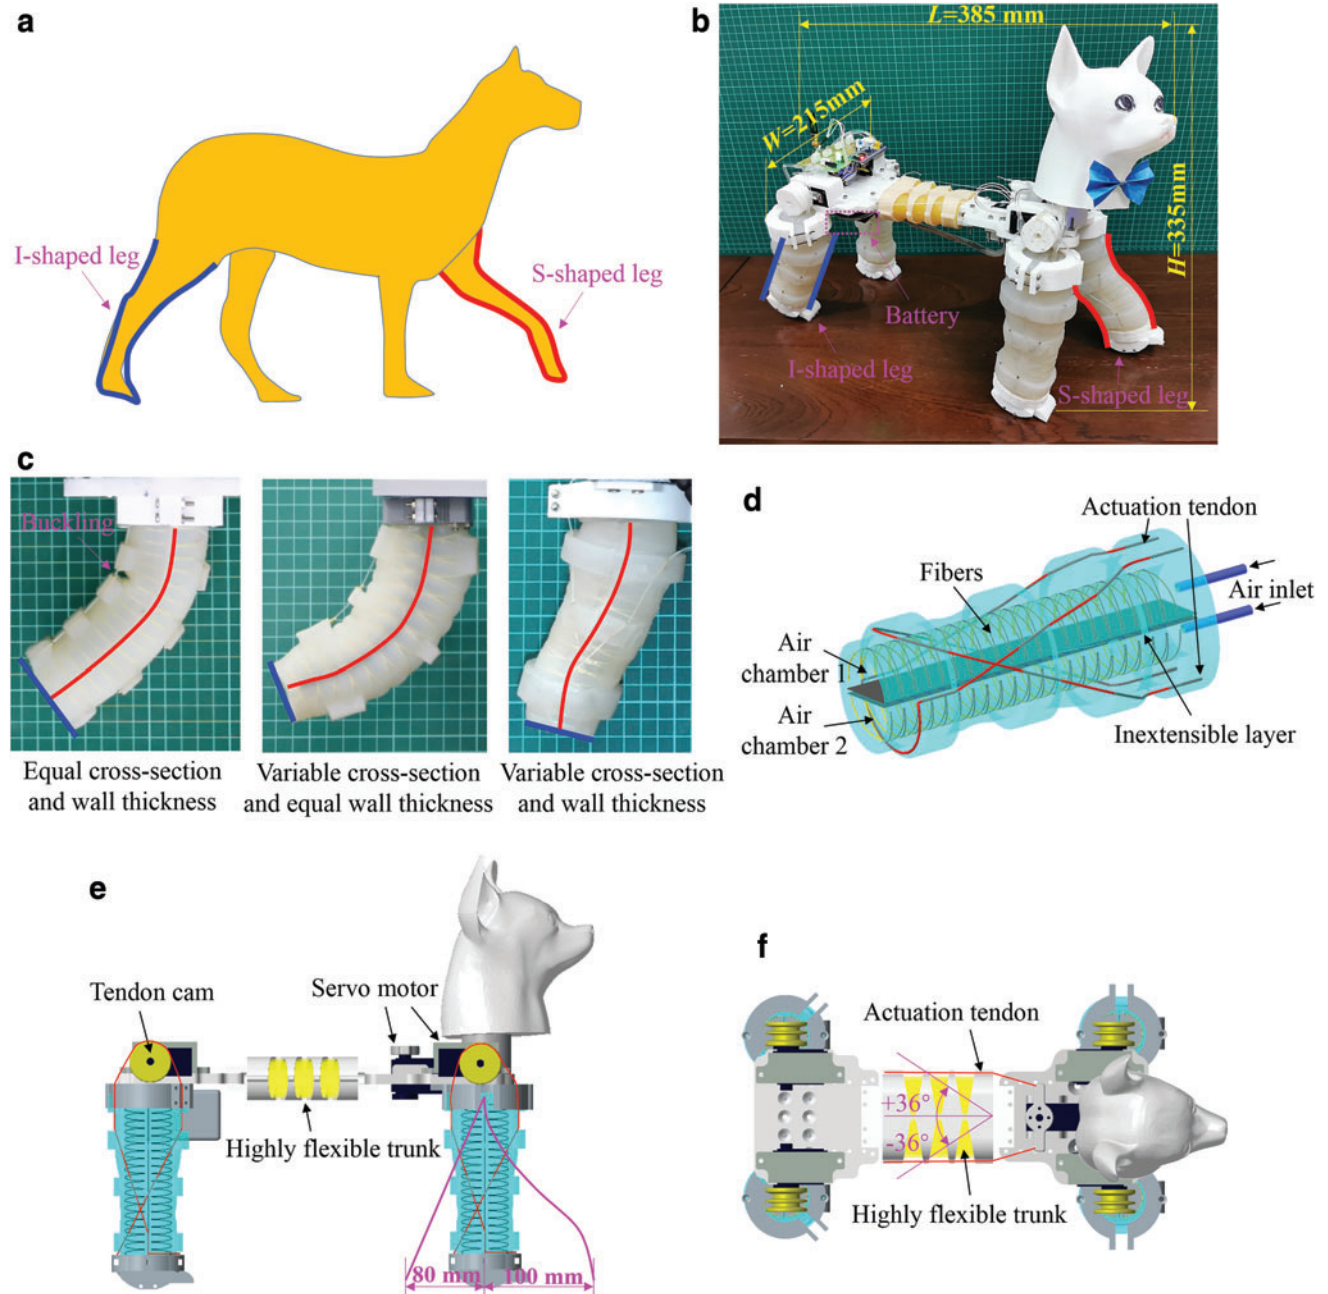 a
I-shaped leg
S-shaped leg
b
L=385 mm
W=215mm
H=335mm
Battery
I-shaped leg
S-shaped leg
c
Buckling
Equal cross-section
and wall thickness
Variable cross-section
and equal wall thickness
Variable cross-section
and wall thickness
d
Actuation tendon
Fibers
Air inlet
Air
chamber 1
Air
chamber 2
Inextensible layer
e
Tendon cam
Servo motor
Highly flexible trunk
80 mm
100 mm
f
Actuation tendon
+36°
-36°
Highly flexible trunk